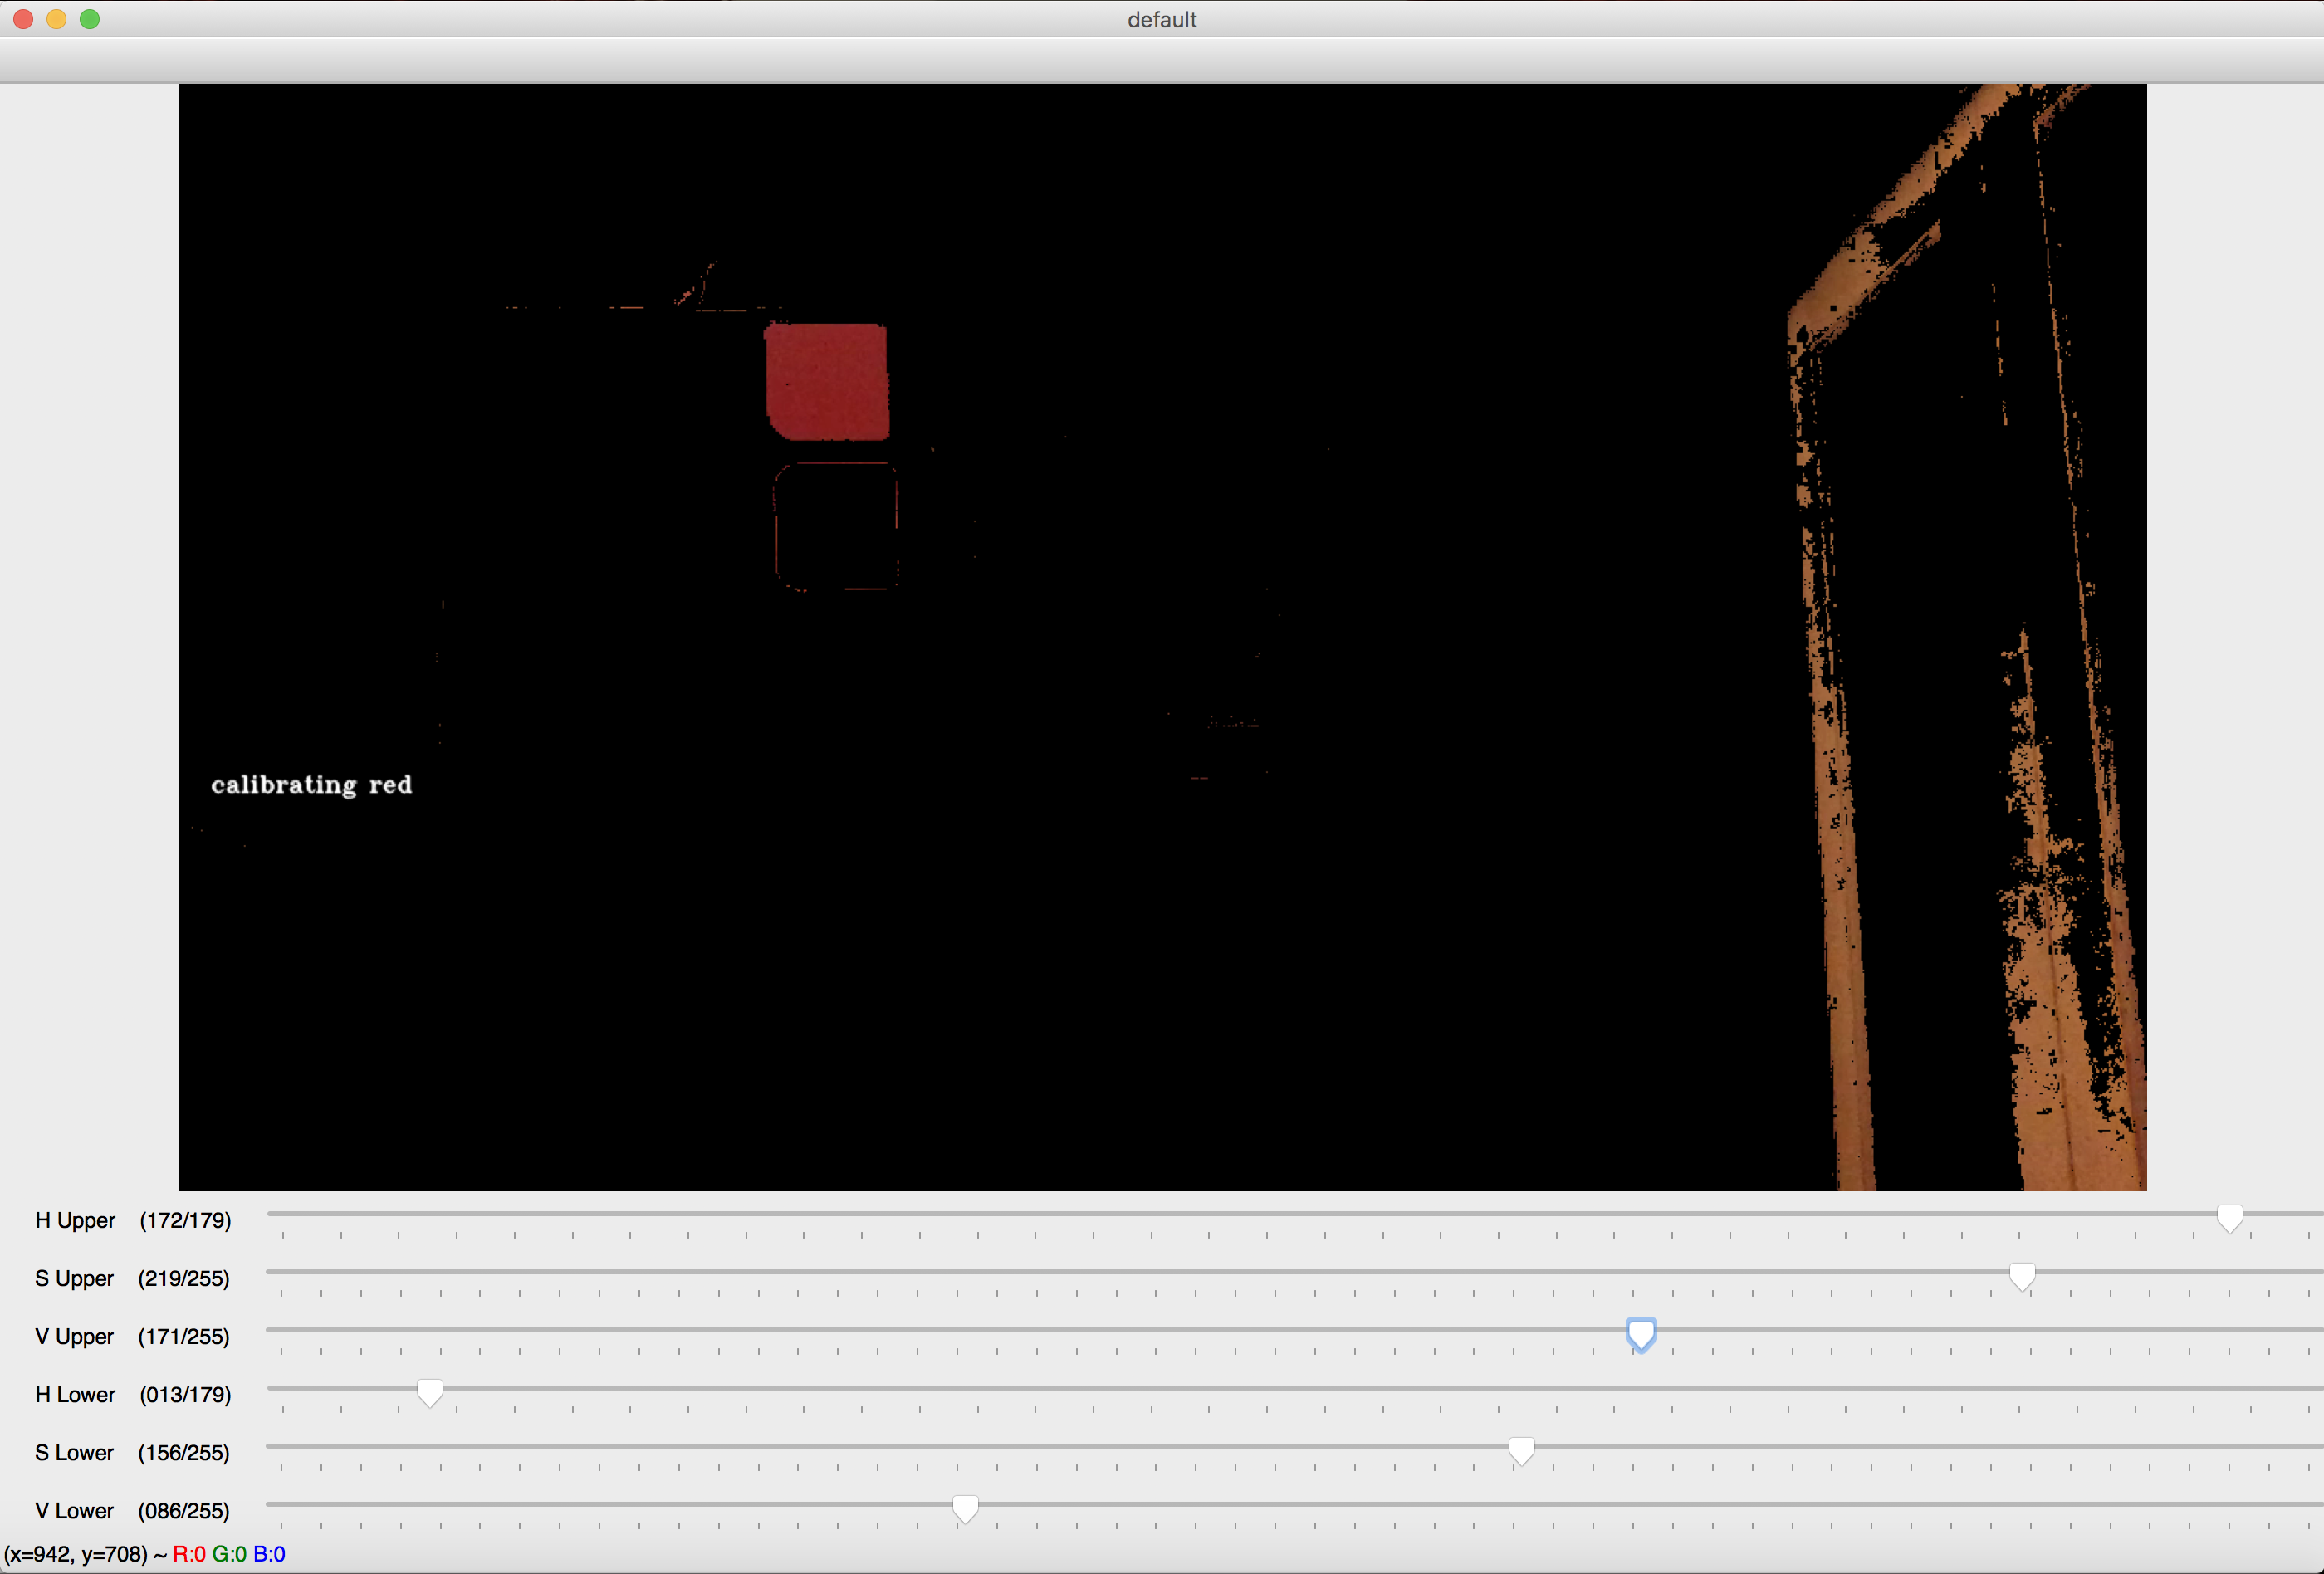 default
calibrating red
H Upper (172/179)
S Upper (219/255)
V Upper (171/255)
H Lower (013/179)
S Lower (156/255)
V Lower (086/255)
(x=942, y=708) ~ R:0 G:0 B:0